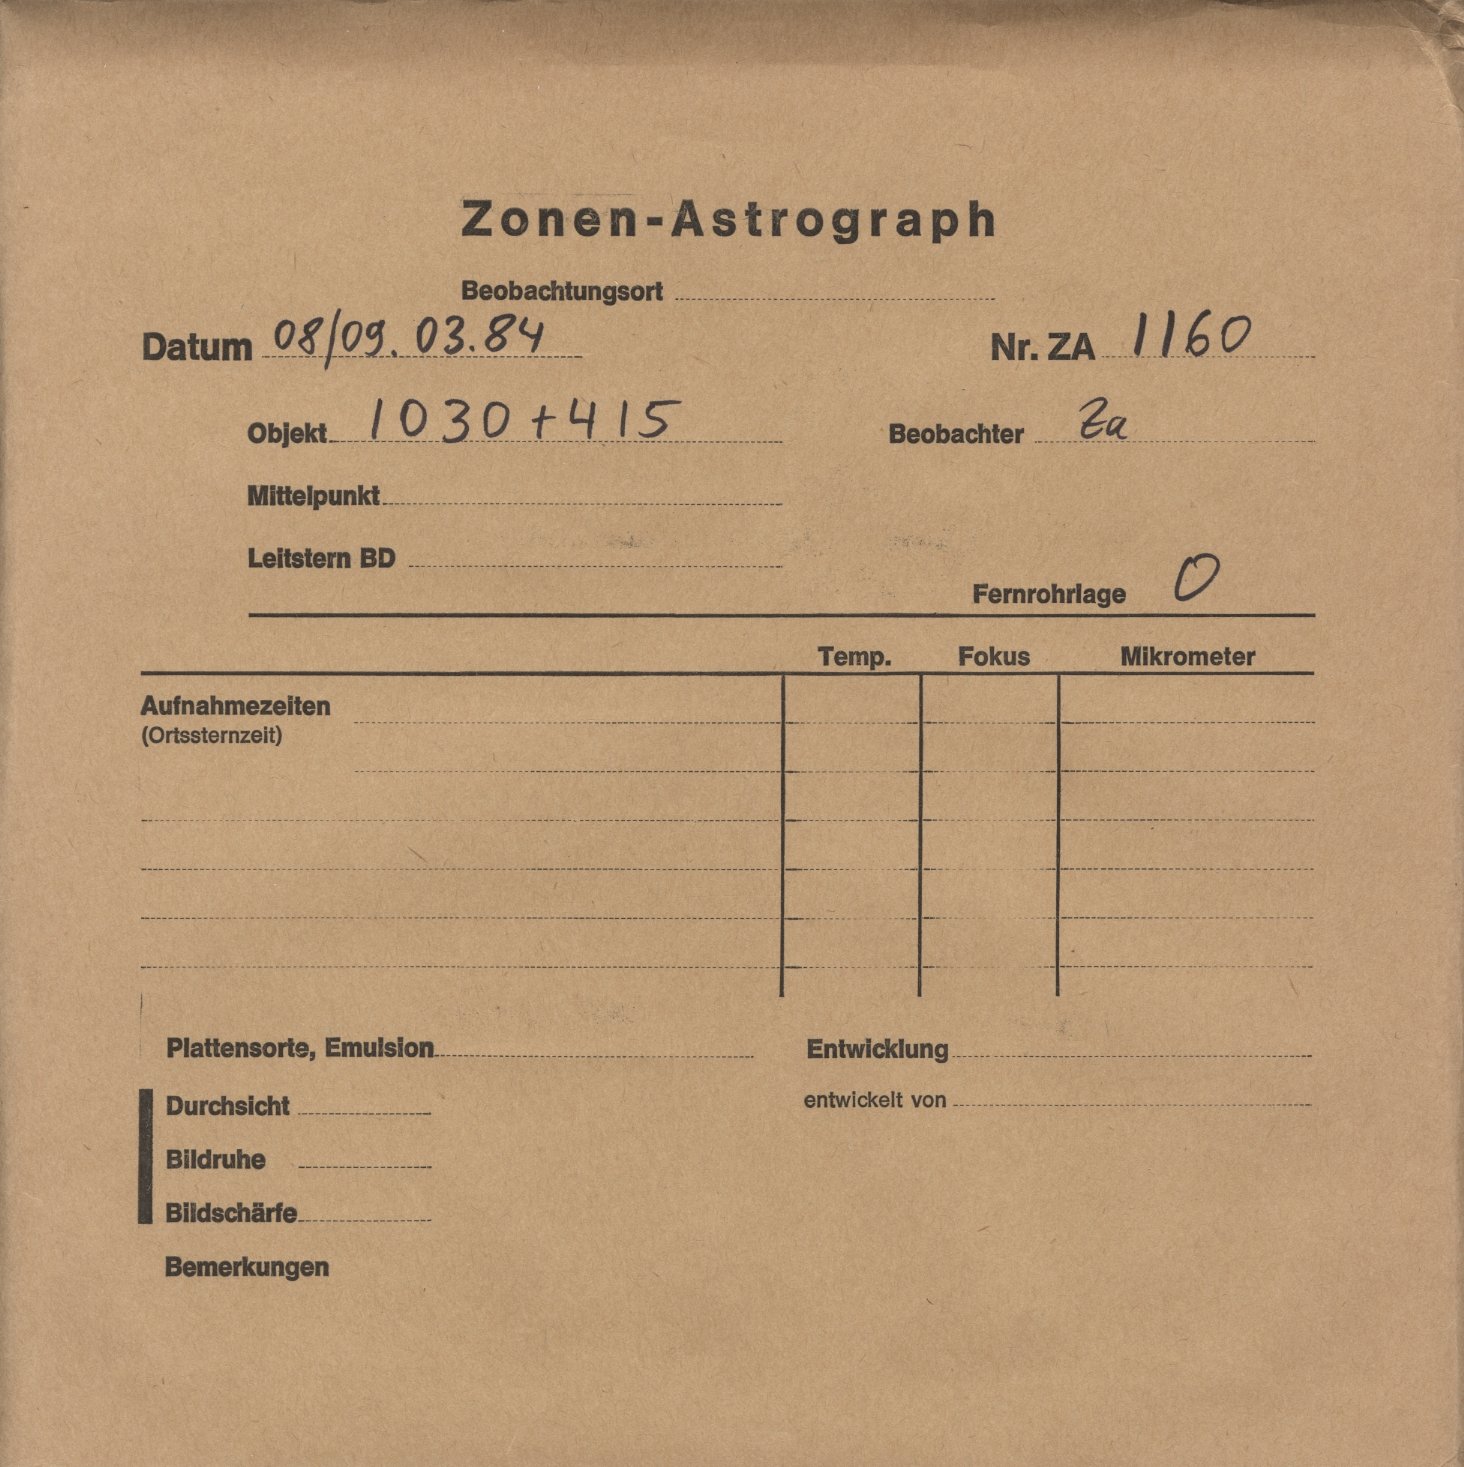 Zonen-Astrograph
Beobachtungsort
Datum 08/09. 03.84 Nr. ZA 1160
Objekt 1030+415 Beobachter Za
Mittelpunkt
Leitstern BD
Fernrohrlage O
Temp. Fokus Mikrometer
Aufnahmezeiten
(Ortssternzeit)
Plattensorte, Emulsion Entwicklung
Durchsicht entwickelt von
Bildruhe
Bildschärfe
Bemerkungen